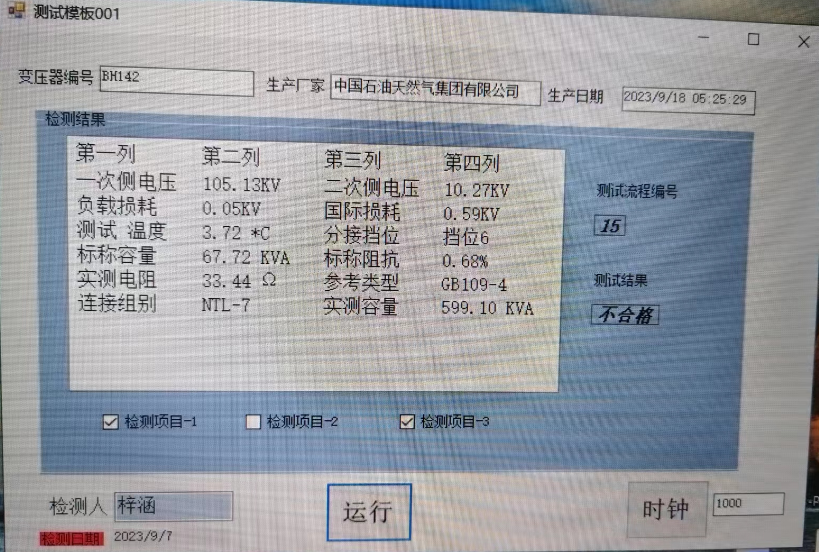 测试模板001
变压器编号 BH142 生产厂家 中国石油天然气集团有限公司 生产日期 2023/9/18 05:25:29
检测结果
第一列 第二列 第三列 第四列
一次侧电压 105.13KV 二次侧电压 10.27KV
负载损耗 0.05KV 国际损耗 0.59KV
测试 温度 3.72 *C 分接挡位 挡位6
标称容量 67.72 KVA 标称阻抗 0.68%
实测电阻 33.44 Ω 参考类型 GB109-4
连接组别 NTL-7 实测容量 599.10 KVA
测试流程编号
15
测试结果
不合格
检测项目-1 检测项目-2 检测项目-3
检测人 梓涵 运行 时钟 1000
检测日期 2023/9/7